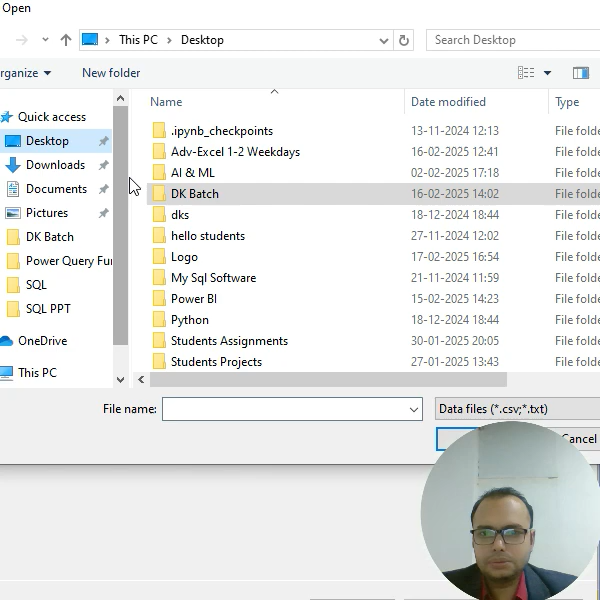 Open
This PC
Desktop
Search Desktop
rganize
New folder
Name
Date modified
Type
Quick access
Desktop
Downloads
Documents
Pictures
DK Batch
Power Query Fu
SQL
SQL PPT
OneDrive
This PC
.ipynb_checkpoints 13-11-2024 12:13 File folde
Adv-Excel 1-2 Weekdays 16-02-2025 12:41 File folde
AI & ML 02-02-2025 17:18 File folde
DK Batch 16-02-2025 14:02 File folde
dks 18-12-2024 18:44 File folde
hello students 27-11-2024 12:02 File folde
Logo 17-02-2025 16:54 File folde
My Sql Software 21-11-2024 11:59 File folde
Power BI 15-02-2025 14:23 File folde
Python 18-12-2024 18:44 File folde
Students Assignments 30-01-2025 20:05 File folde
Students Projects 27-01-2025 13:43 File folde
File name:
Data files (*.csv;*.txt)
Cancel